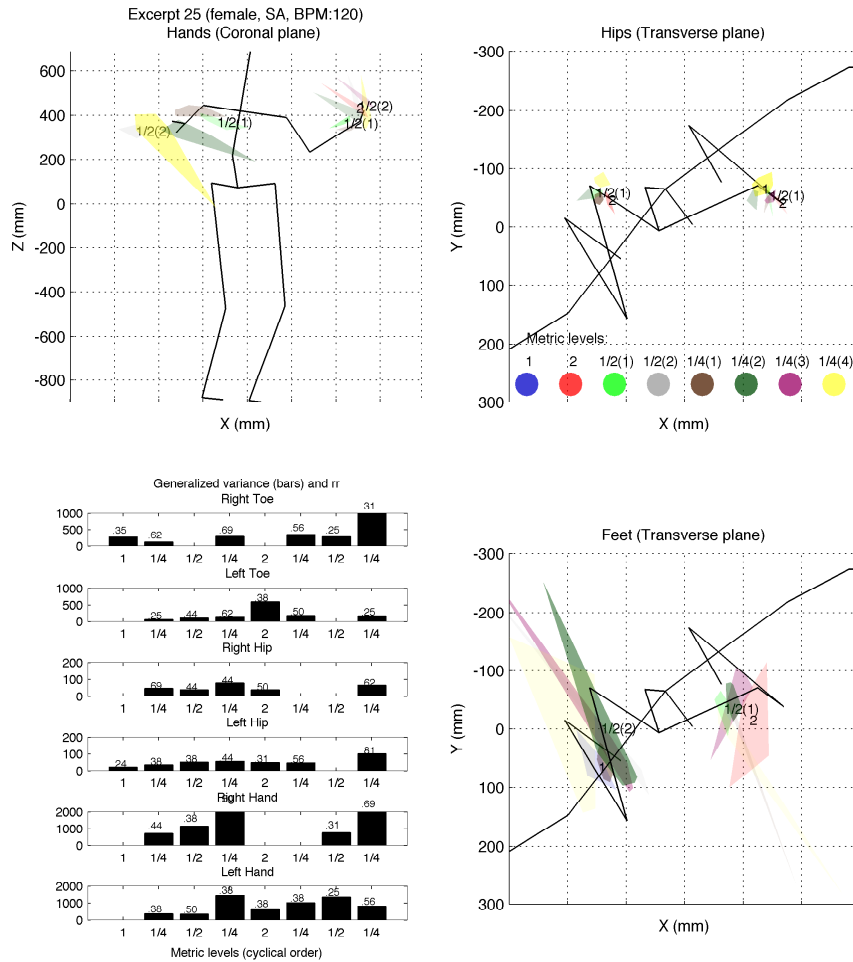 Excerpt 25 (female, SA, BPM:120)
Hands (Coronal plane)
600
400
200
0
-200
-400
-600
-800
Z (mm)
X (mm)
1/2(2)
1/2(1)
2
1/2(2)
1/2(1)
Hips (Transverse plane)
-300
-200
-100
0
100
200
300
Y (mm)
X (mm)
1/2(1)
2
1
1/2(1)
2
Metric levels:
1 2 1/2(1) 1/2(2) 1/4(1) 1/4(2) 1/4(3) 1/4(4)
Generalized variance (bars) and rr
Right Toe
1000
500
0
.35 .62 .69 .56 .25 .31
1 1/4 1/2 1/4 2 1/4 1/2 1/4
Left Toe
1000
500
0
.25 .44 .62 .38 .50 .25
1 1/4 1/2 1/4 2 1/4 1/2 1/4
Right Hip
200
100
0
.69 .44 .44 .50 .62
1 1/4 1/2 1/4 2 1/4 1/2 1/4
Left Hip
200
0
.24 .38 .38 .44 .31 .56 .81
1 1/4 1/2 1/4 2 1/4 1/2 1/4
Right Hand
2000
1000
0
.44 .38 .31 .69
1 1/4 1/2 1/4 2 1/4 1/2 1/4
Left Hand
2000
1000
0
.38 .50 .38 .38 .38 .25 .56
1 1/4 1/2 1/4 2 1/4 1/2 1/4
Metric levels (cyclical order)
Feet (Transverse plane)
-300
-200
-100
0
100
200
300
Y (mm)
X (mm)
1/2(2)
1
1/2(1)
2